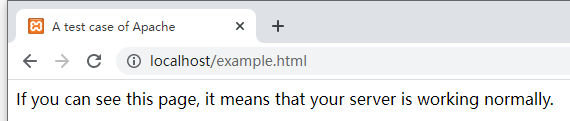 A test case of Apache
localhost/example.html
If you can see this page, it means that your server is working normally.